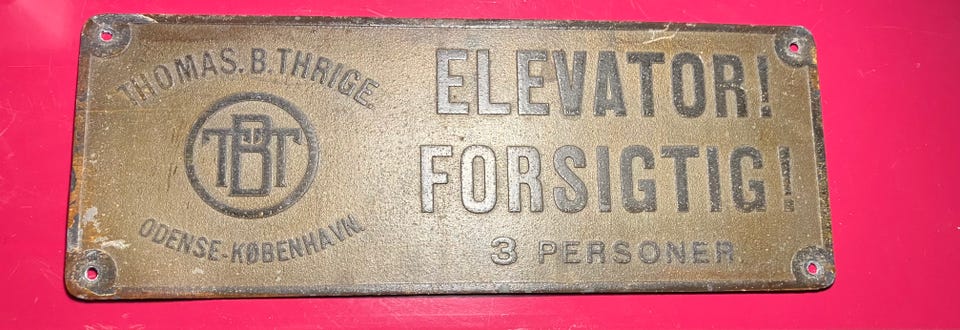 THOMAS. B. THRIGE.
TBT
ODENSE-KØBENHAVN.
ELEVATOR!
FORSIGTIG!
3 PERSONER